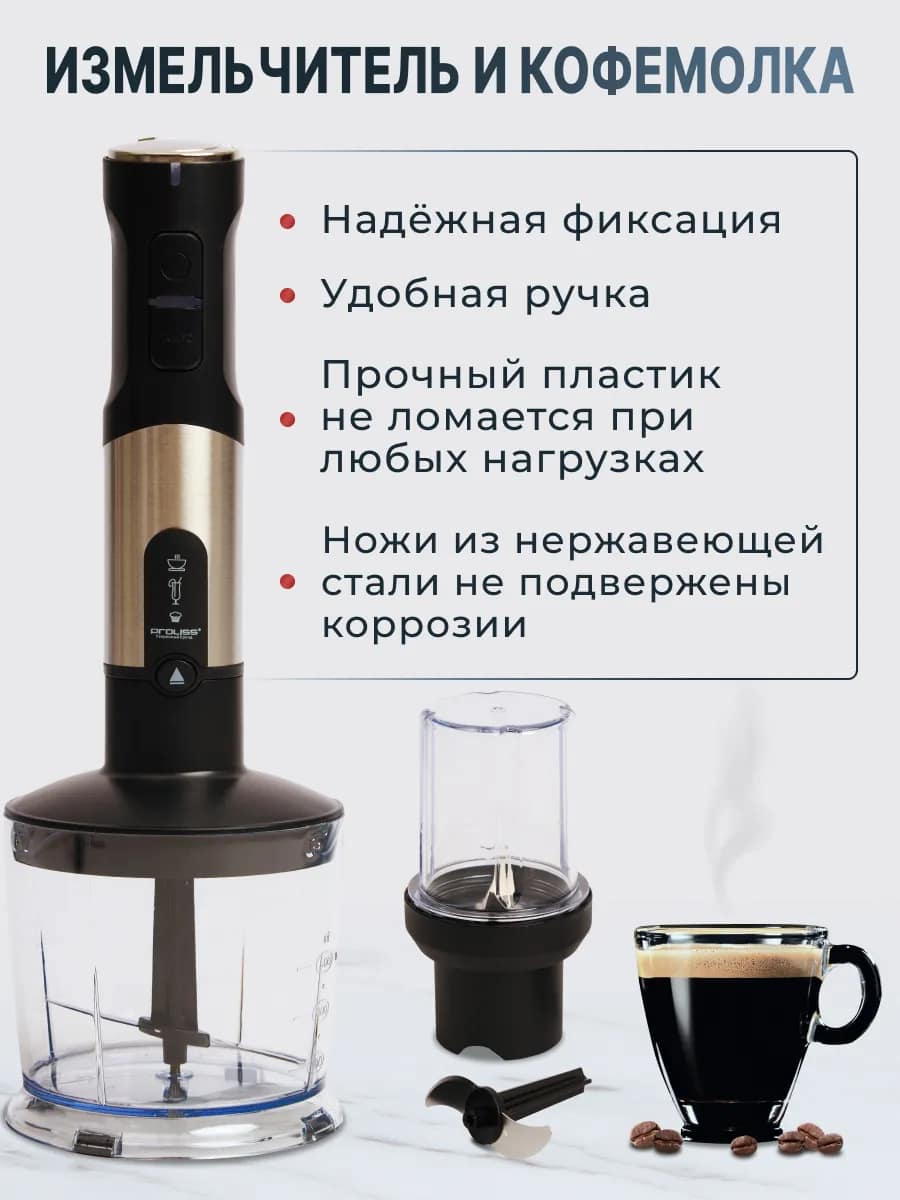 ИЗМЕЛЬЧИТЕЛЬ И КОФЕМОЛКА
Надёжная фиксация
Удобная ручка
Прочный пластик
не ломается при
любых нагрузках
Ножи из нержавеющей
стали не подвержены
коррозии
PROLISS